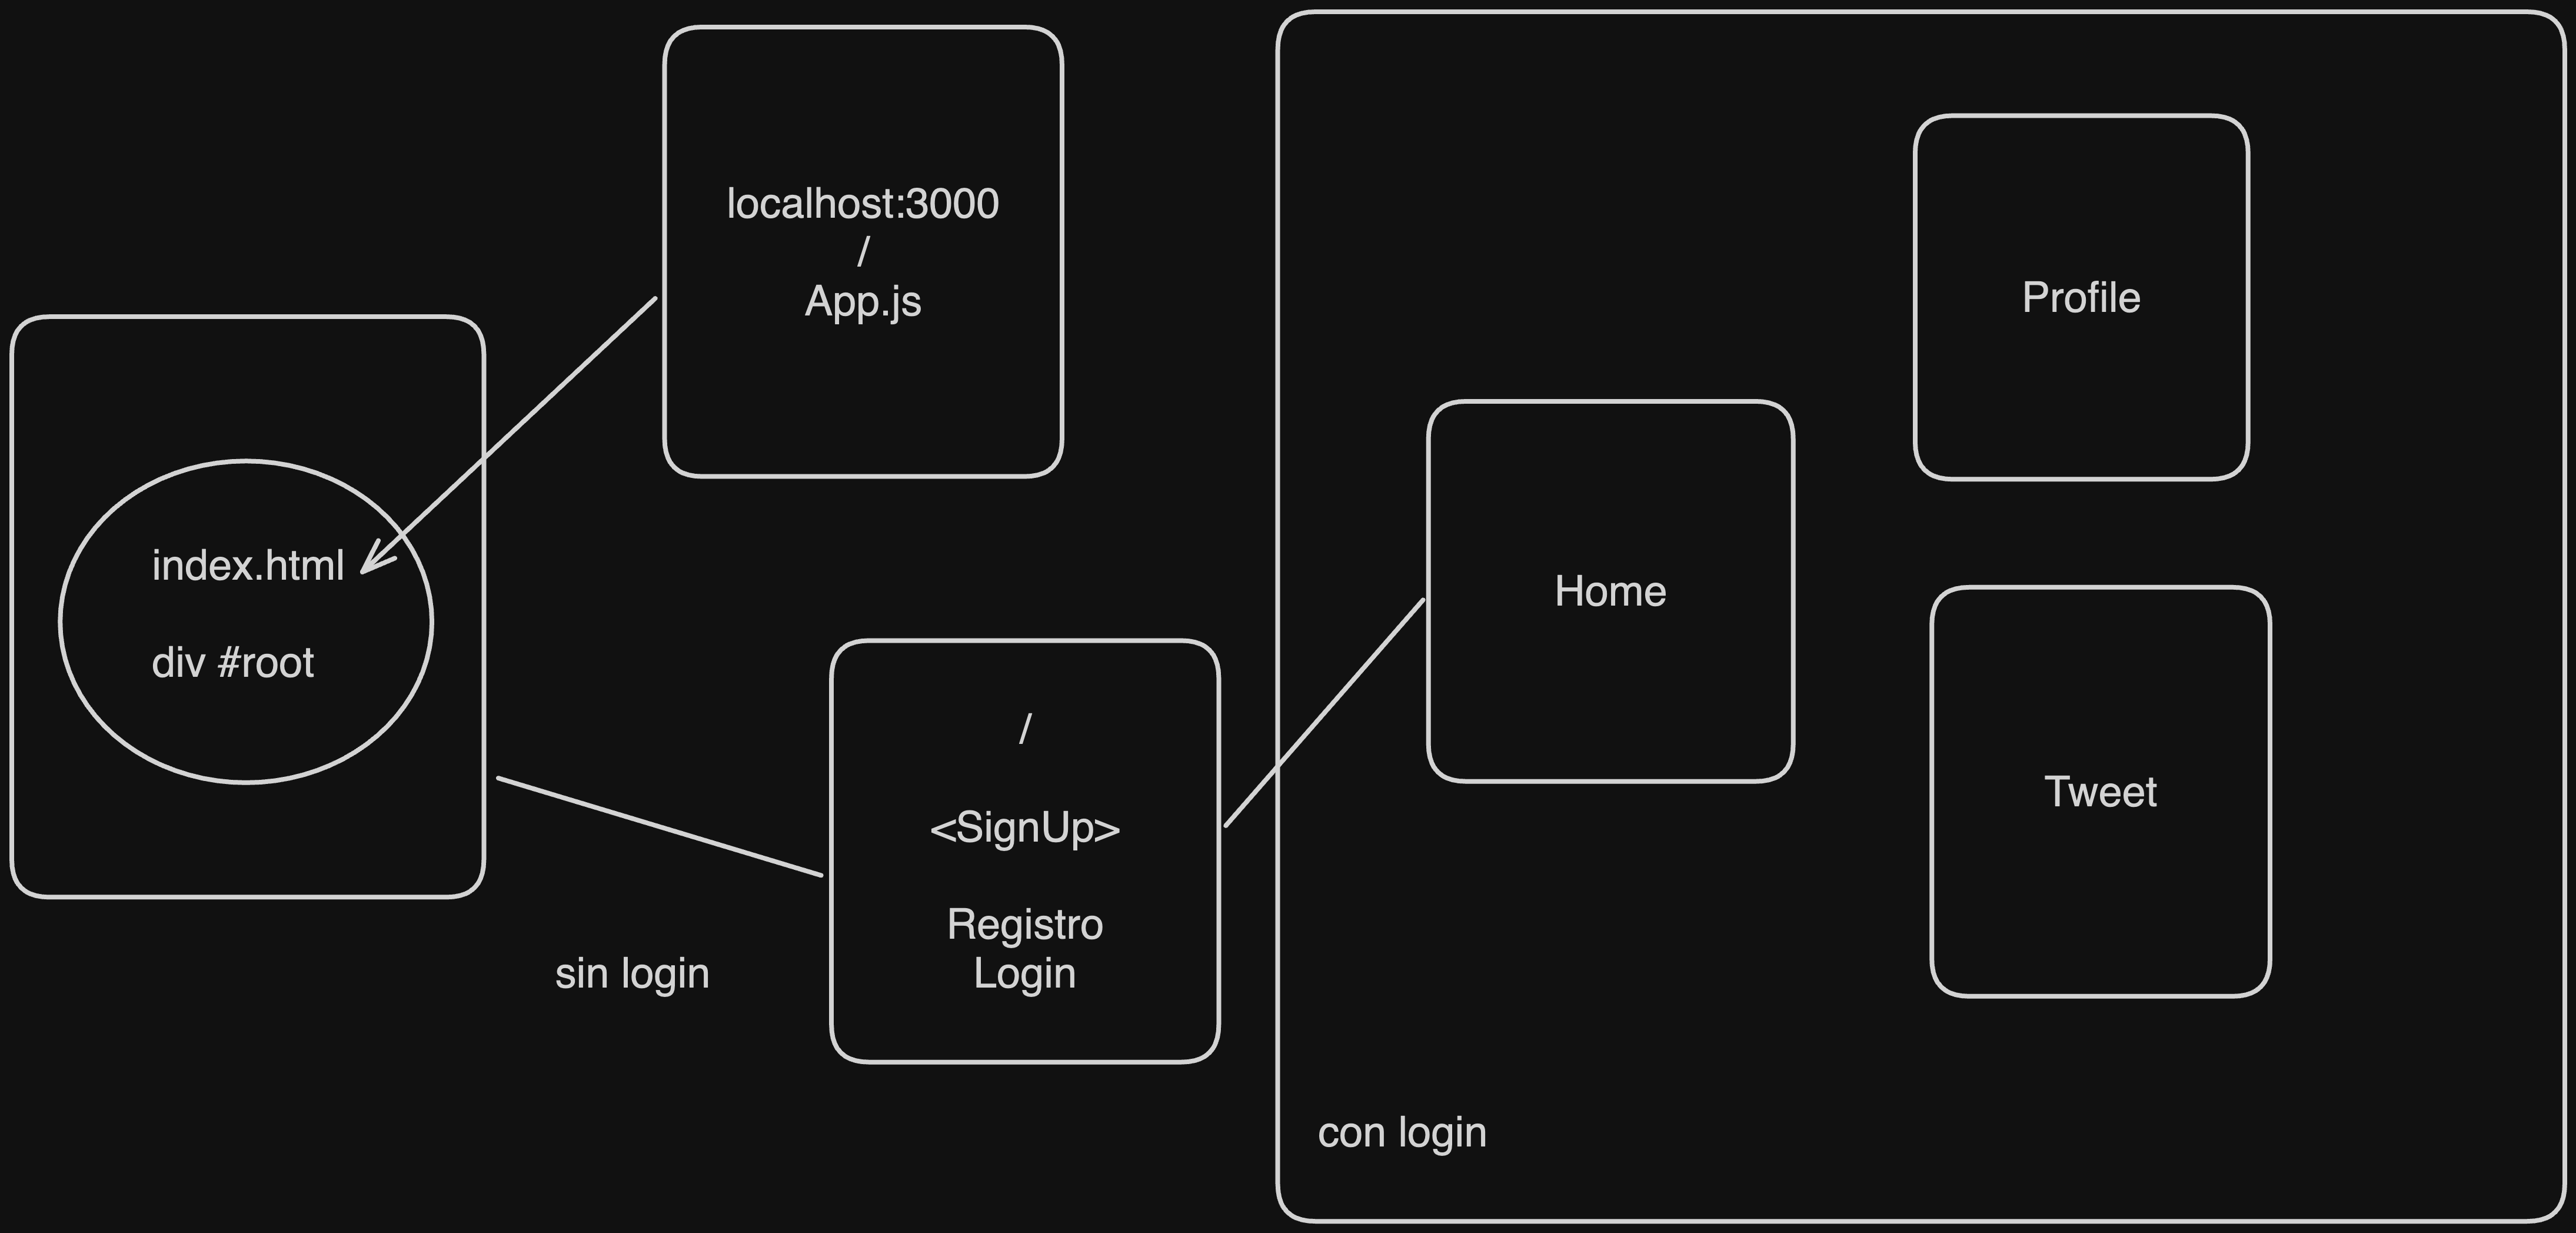 localhost:3000
/
App.js
index.html
div #root
/
<SignUp>
Registro
Login
sin login
Home
Profile
Tweet
con login